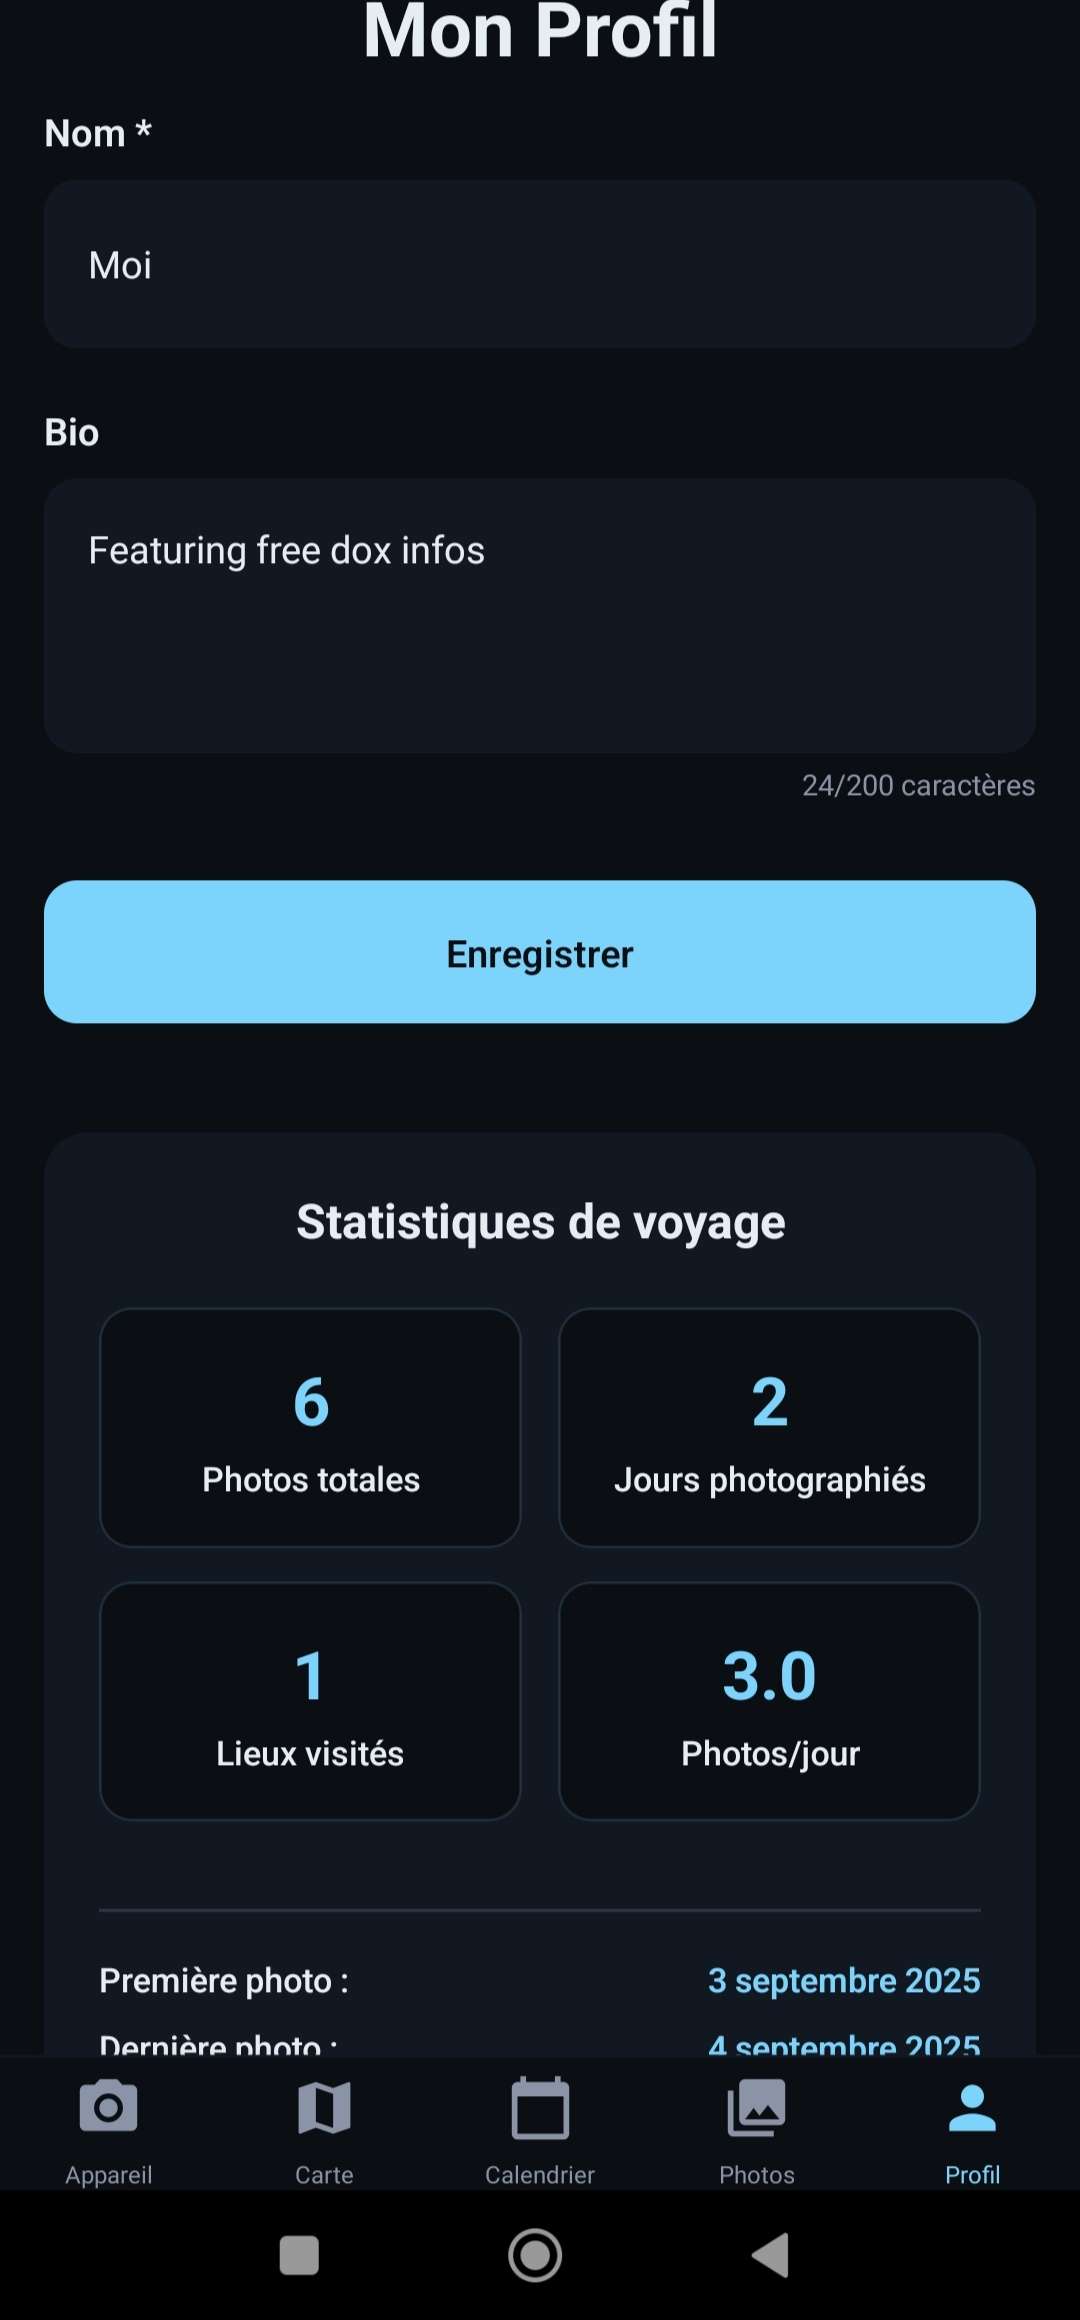 Mon Profil
Nom *
Moi
Bio
Featuring free dox infos
24/200 caractères
Enregistrer
Statistiques de voyage
6
Photos totales
2
Jours photographiés
1
Lieux visités
3.0
Photos/jour
Première photo : 3 septembre 2025
Dernière photo : 4 septembre 2025
Appareil Carte Calendrier Photos Profil